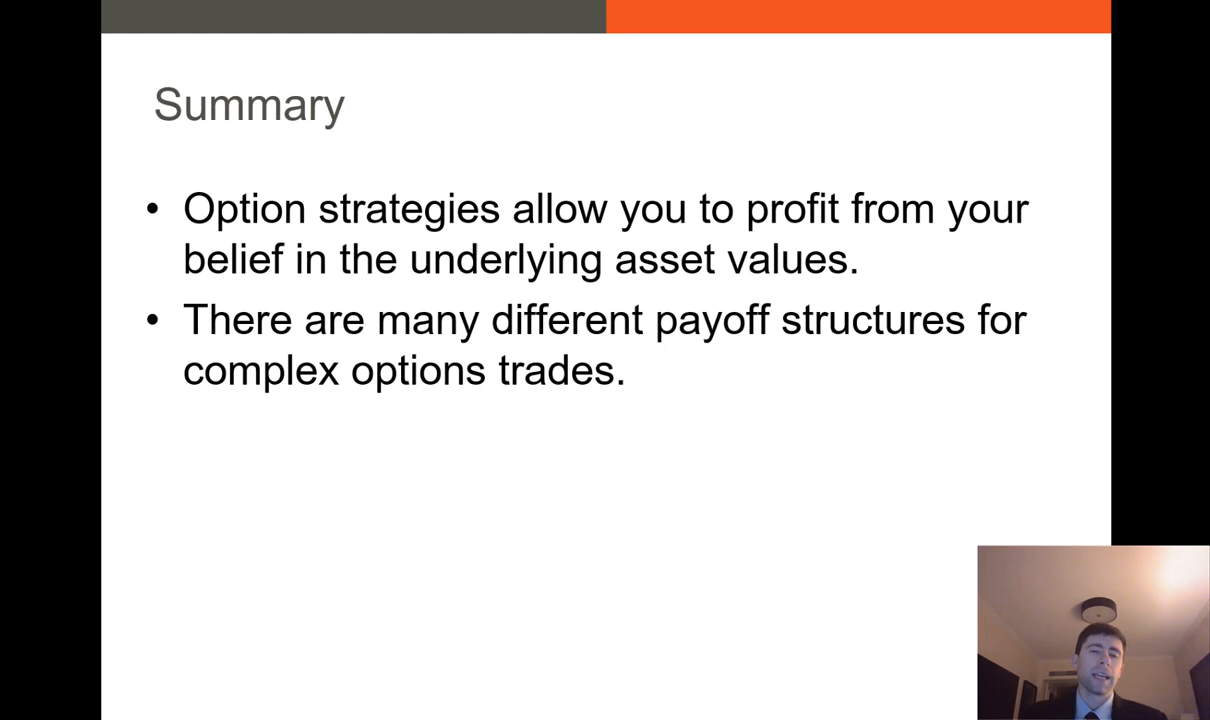 Summary
• Option strategies allow you to profit from your
belief in the underlying asset values.
• There are many different payoff structures for
complex options trades.